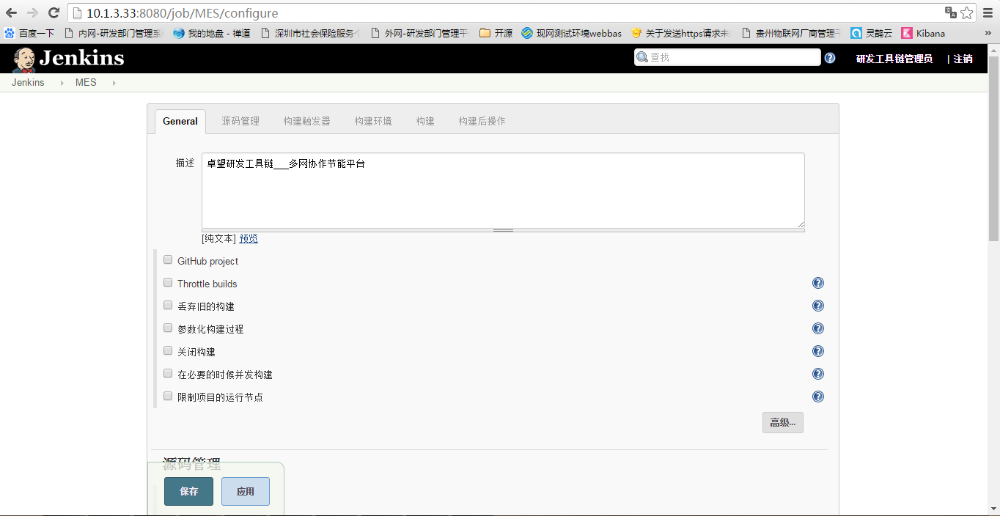 10.1.3.33:8080/job/MES/configure
百度一下 内网-研发部门管理系 我的地盘 - 禅道 深圳市社会保险服务个 外网-研发部门管理平 开源 现网测试环境webbas 关于发送https请求未 贵州物联网厂商管理平 灵鹊云 Kibana »
Jenkins 查找 研发工具链管理员 | 注销
Jenkins MES
General 源码管理 构建触发器 构建环境 构建 构建后操作
描述 卓望研发工具链___多网协作节能平台
[纯文本] 预览
GitHub project
Throttle builds
丢弃旧的构建
参数化构建过程
关闭构建
在必要的时候并发构建
限制项目的运行节点
高级...
源码管理
保存 应用